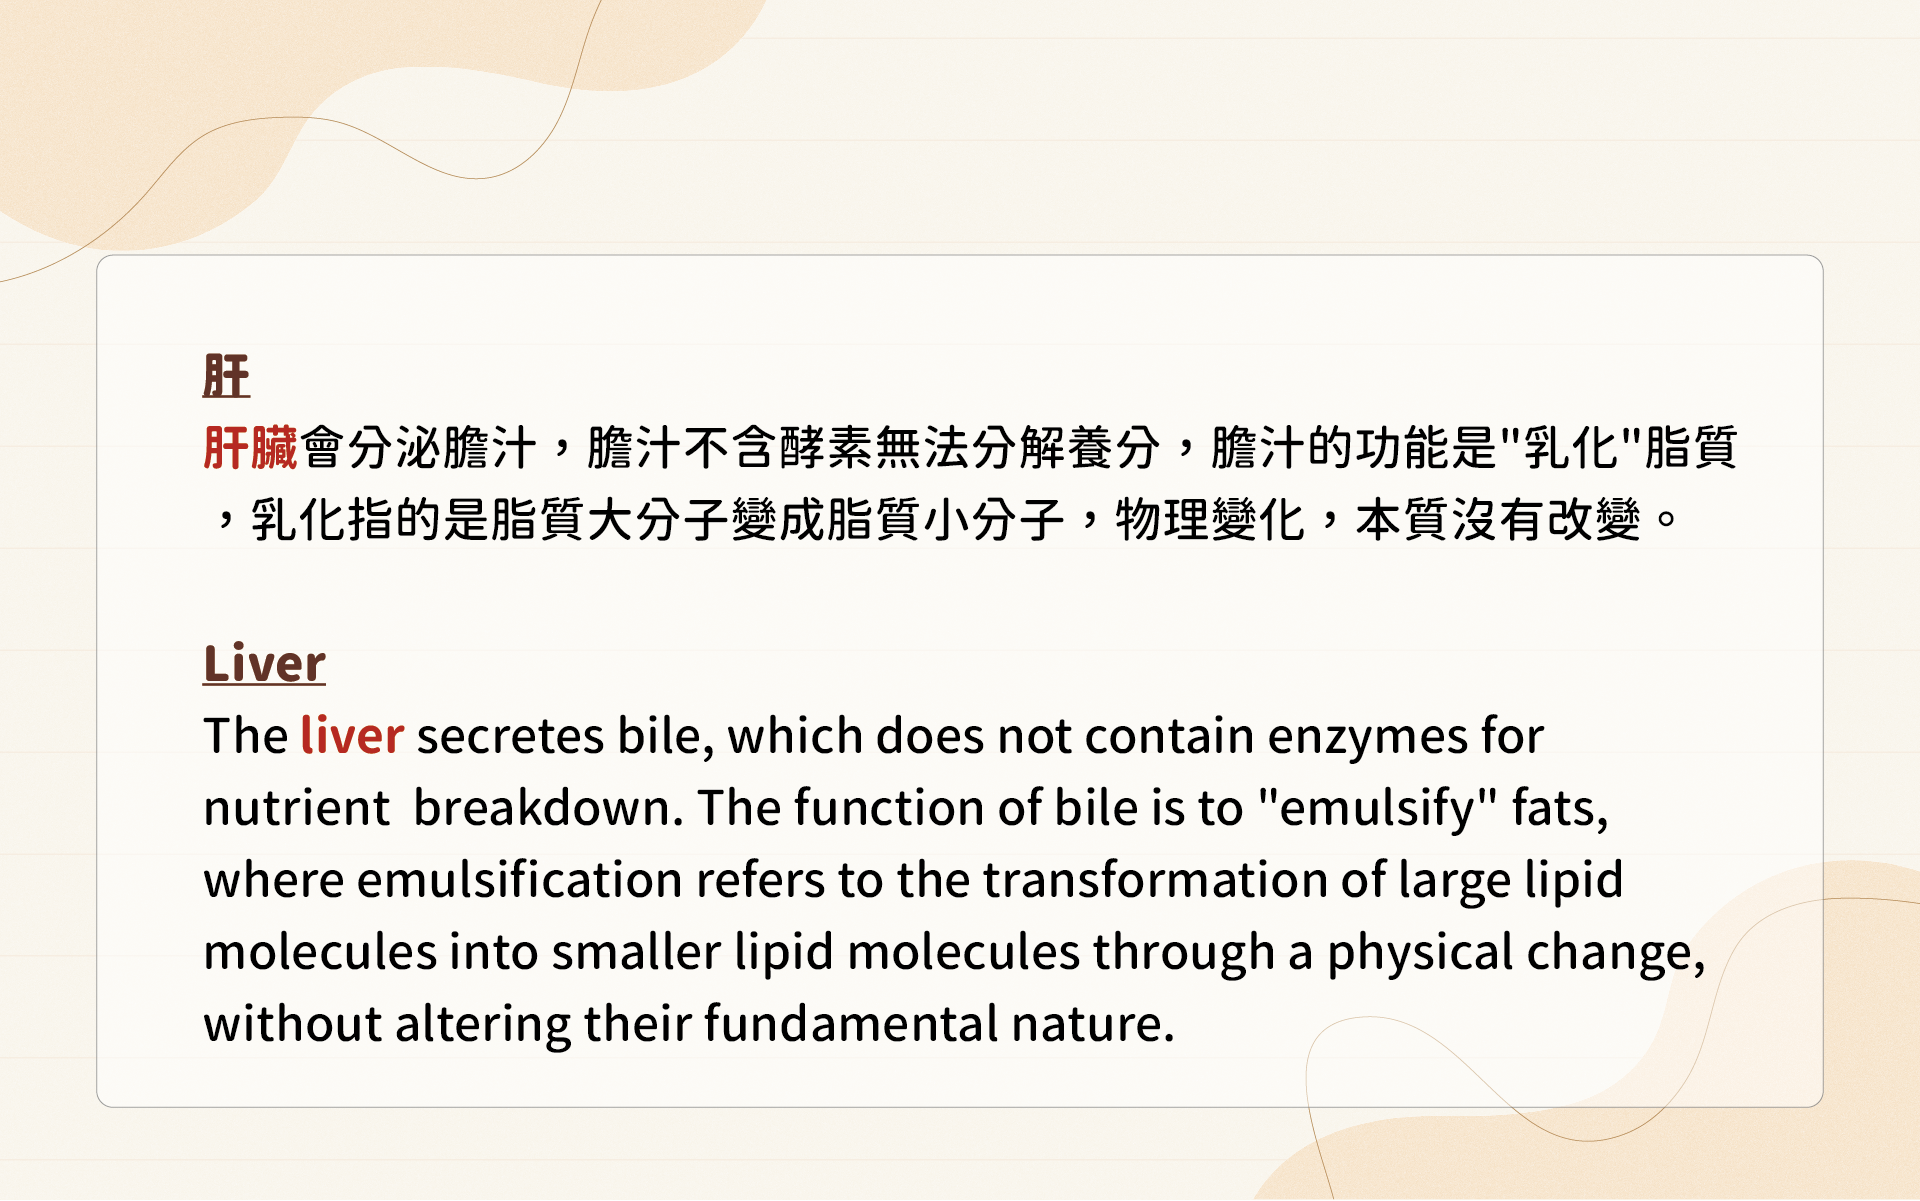 肝
肝臟會分泌膽汁，膽汁不含酵素無法分解養分，膽汁的功能是"乳化"脂質
，乳化指的是脂質大分子變成脂質小分子，物理變化，本質沒有改變。
Liver
The liver secretes bile, which does not contain enzymes for
nutrient  breakdown. The function of bile is to "emulsify" fats,
where emulsification refers to the transformation of large lipid
molecules into smaller lipid molecules through a physical change,
without altering their fundamental nature.